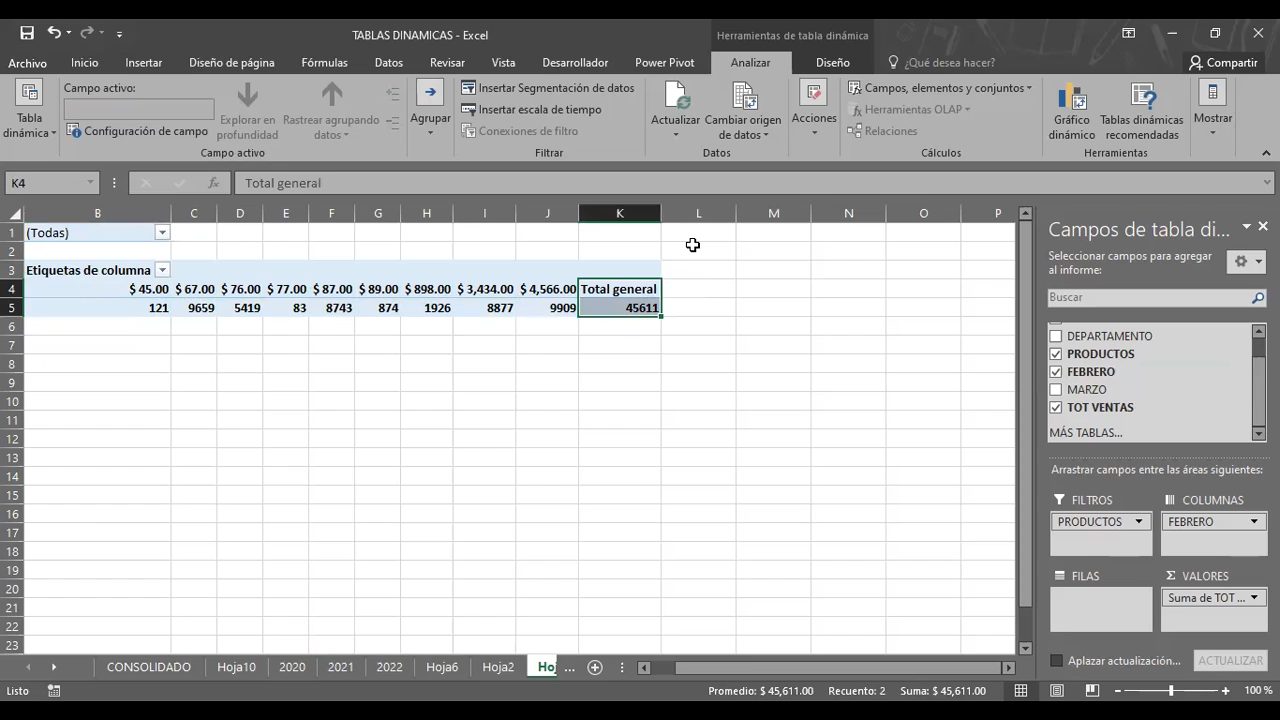 TABLAS DINAMICAS - Excel
Herramientas de tabla dinámica
Archivo Inicio Insertar Diseño de página Fórmulas Datos Revisar Vista Desarrollador Power Pivot Analizar Diseño ¿Qué desea hacer? Compartir
Tabla dinámica
Campo activo:
Configuración de campo
Explorar en profundidad
Rastrear agrupando datos
Campo activo
Agrupar
Insertar Segmentación de datos
Insertar escala de tiempo
Conexiones de filtro
Filtrar
Actualizar
Cambiar origen de datos
Datos
Acciones
Campos, elementos y conjuntos
Herramientas OLAP
Relaciones
Cálculos
Gráfico dinámico
Tablas dinámicas recomendadas
Herramientas
Mostrar
K4 fx Total general
B C D E F G H I J K L M N O P
1 (Todas)
2
3 Etiquetas de columna
4 $ 45.00 $ 67.00 $ 76.00 $ 77.00 $ 87.00 $ 89.00 $ 898.00 $ 3,434.00 $ 4,566.00 Total general
5 121 9659 5419 83 8743 874 1926 8877 9909 45611
6
7
8
9
10
11
12
13
14
15
16
17
18
19
20
21
22
23
Campos de tabla di...
Seleccionar campos para agregar al informe:
Buscar
DEPARTAMENTO
PRODUCTOS
FEBRERO
MARZO
TOT VENTAS
MÁS TABLAS...
Arrastrar campos entre las áreas siguientes:
FILTROS
PRODUCTOS
COLUMNAS
FEBRERO
FILAS
Σ VALORES
Suma de TOT ...
Aplazar actualización... ACTUALIZAR
CONSOLIDADO Hoja10 2020 2021 2022 Hoja6 Hoja2 Hoj ...
Listo Promedio: $ 45,611.00 Recuento: 2 Suma: $ 45,611.00 100 %